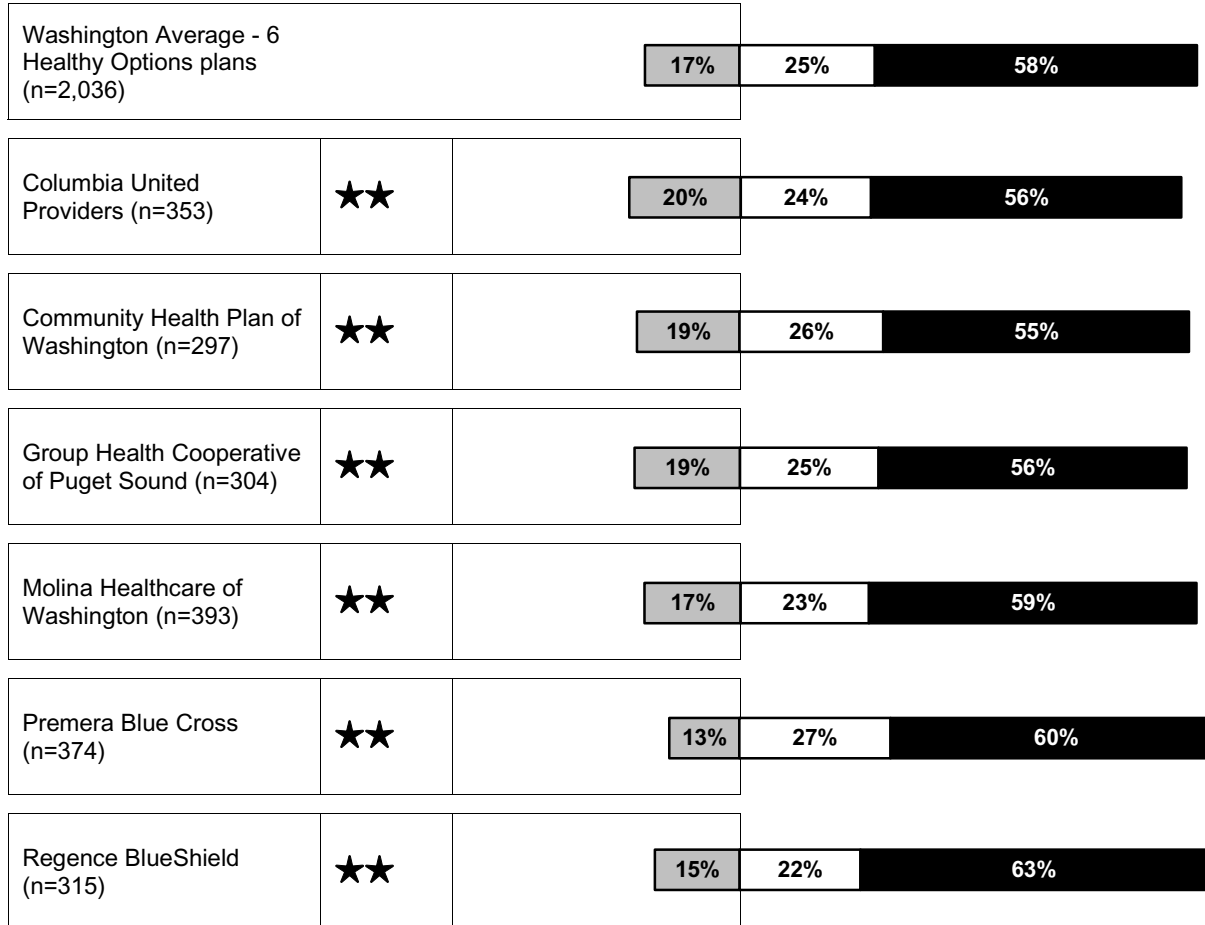 Washington Average - 6
Healthy Options plans
(n=2,036)
17% 25% 58%
Columbia United
Providers (n=353)
★★
20% 24% 56%
Community Health Plan of
Washington (n=297)
★★
19% 26% 55%
Group Health Cooperative
of Puget Sound (n=304)
★★
19% 25% 56%
Molina Healthcare of
Washington (n=393)
★★
17% 23% 59%
Premera Blue Cross
(n=374)
★★
13% 27% 60%
Regence BlueShield
(n=315)
★★
15% 22% 63%